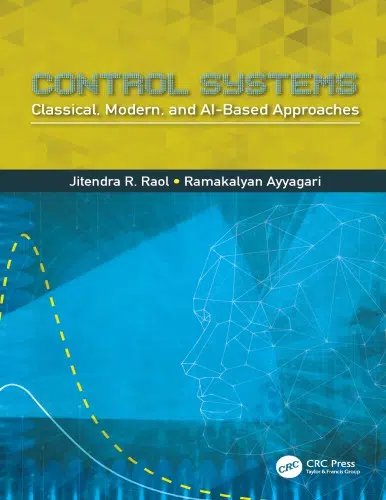 CONTROL SYSTEMS
Classical, Modern, and AI-Based Approaches
Jitendra R. Raol • Ramakalyan Ayyagari
CRC
CRC Press
Taylor & Francis Group